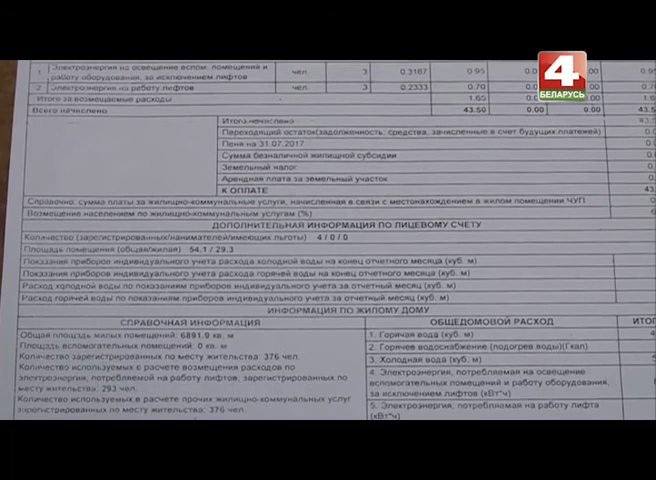 4
БЕЛАРУСЬ
1 Электроэнергия на освещение вспом. помещений и
работу оборудования, за исключением лифтов чел. 3 0.3167 0.95
2 Электроэнергия на работу лифтов чел. 3 0.2333 0.70
Итого за возмещаемые расходы 1.65
Всего начислено 43.50 0.00 0.00
Итого начислено
Переходящий остаток(задолженность, средства, зачисленные в счет будущих платежей)
Пеня на 31.07.2017
Сумма безналичной жилищной субсидии
Земельный налог
Арендная плата за земельный участок
К ОПЛАТЕ 43.
Справочно: сумма платы за жилищно-коммунальные услуги, начисленная в связи с местонахождением в жилом помещении ЧУП
Возмещение населением по жилищно-коммунальным услугам (%)
ДОПОЛНИТЕЛЬНАЯ ИНФОРМАЦИЯ ПО ЛИЦЕВОМУ СЧЕТУ
Количество (зарегистрированных/нанимателей/имеющих льготы) 4 / 0 / 0
Площадь помещения (общая/жилая) 54.1 / 29.3
Показания приборов индивидуального учета расхода холодной воды на конец отчетного месяца (куб. м)
Показания приборов индивидуального учета расхода горячей воды на конец отчетного месяца (куб. м)
Расход холодной воды по показаниям приборов индивидуального учета за отчетный месяц (куб. м)
Расход горячей воды по показаниям приборов индивидуального учета за отчетный месяц (куб. м)
ИНФОРМАЦИЯ ПО ЖИЛОМУ ДОМУ
СПРАВОЧНАЯ ИНФОРМАЦИЯ
Общая площадь жилых помещений: 6891.9 кв. м
Площадь вспомогательных помещений: 0 кв. м
Количество зарегистрированных по месту жительства: 376 чел.
Количество используемых в расчете возмещения расходов по
электроэнергии, потребляемой на работу лифтов, зарегистрированных по
месту жительства: 293 чел.
Количество используемых в расчете прочих жилищно-коммунальных услуг
зарегистрированных по месту жительства: 376 чел.
ОБЩЕДОМОВОЙ РАСХОД
1. Горячая вода (куб. м)
2. Горячее водоснабжение (подогрев воды)(Гкал)
3. Холодная вода (куб. м)
4. Электроэнергия, потребляемая на освещение
вспомогательных помещений и работу оборудования,
за исключением лифтов (кВт*ч)
5. Электроэнергия, потребляемая на работу лифта
(кВт*ч)